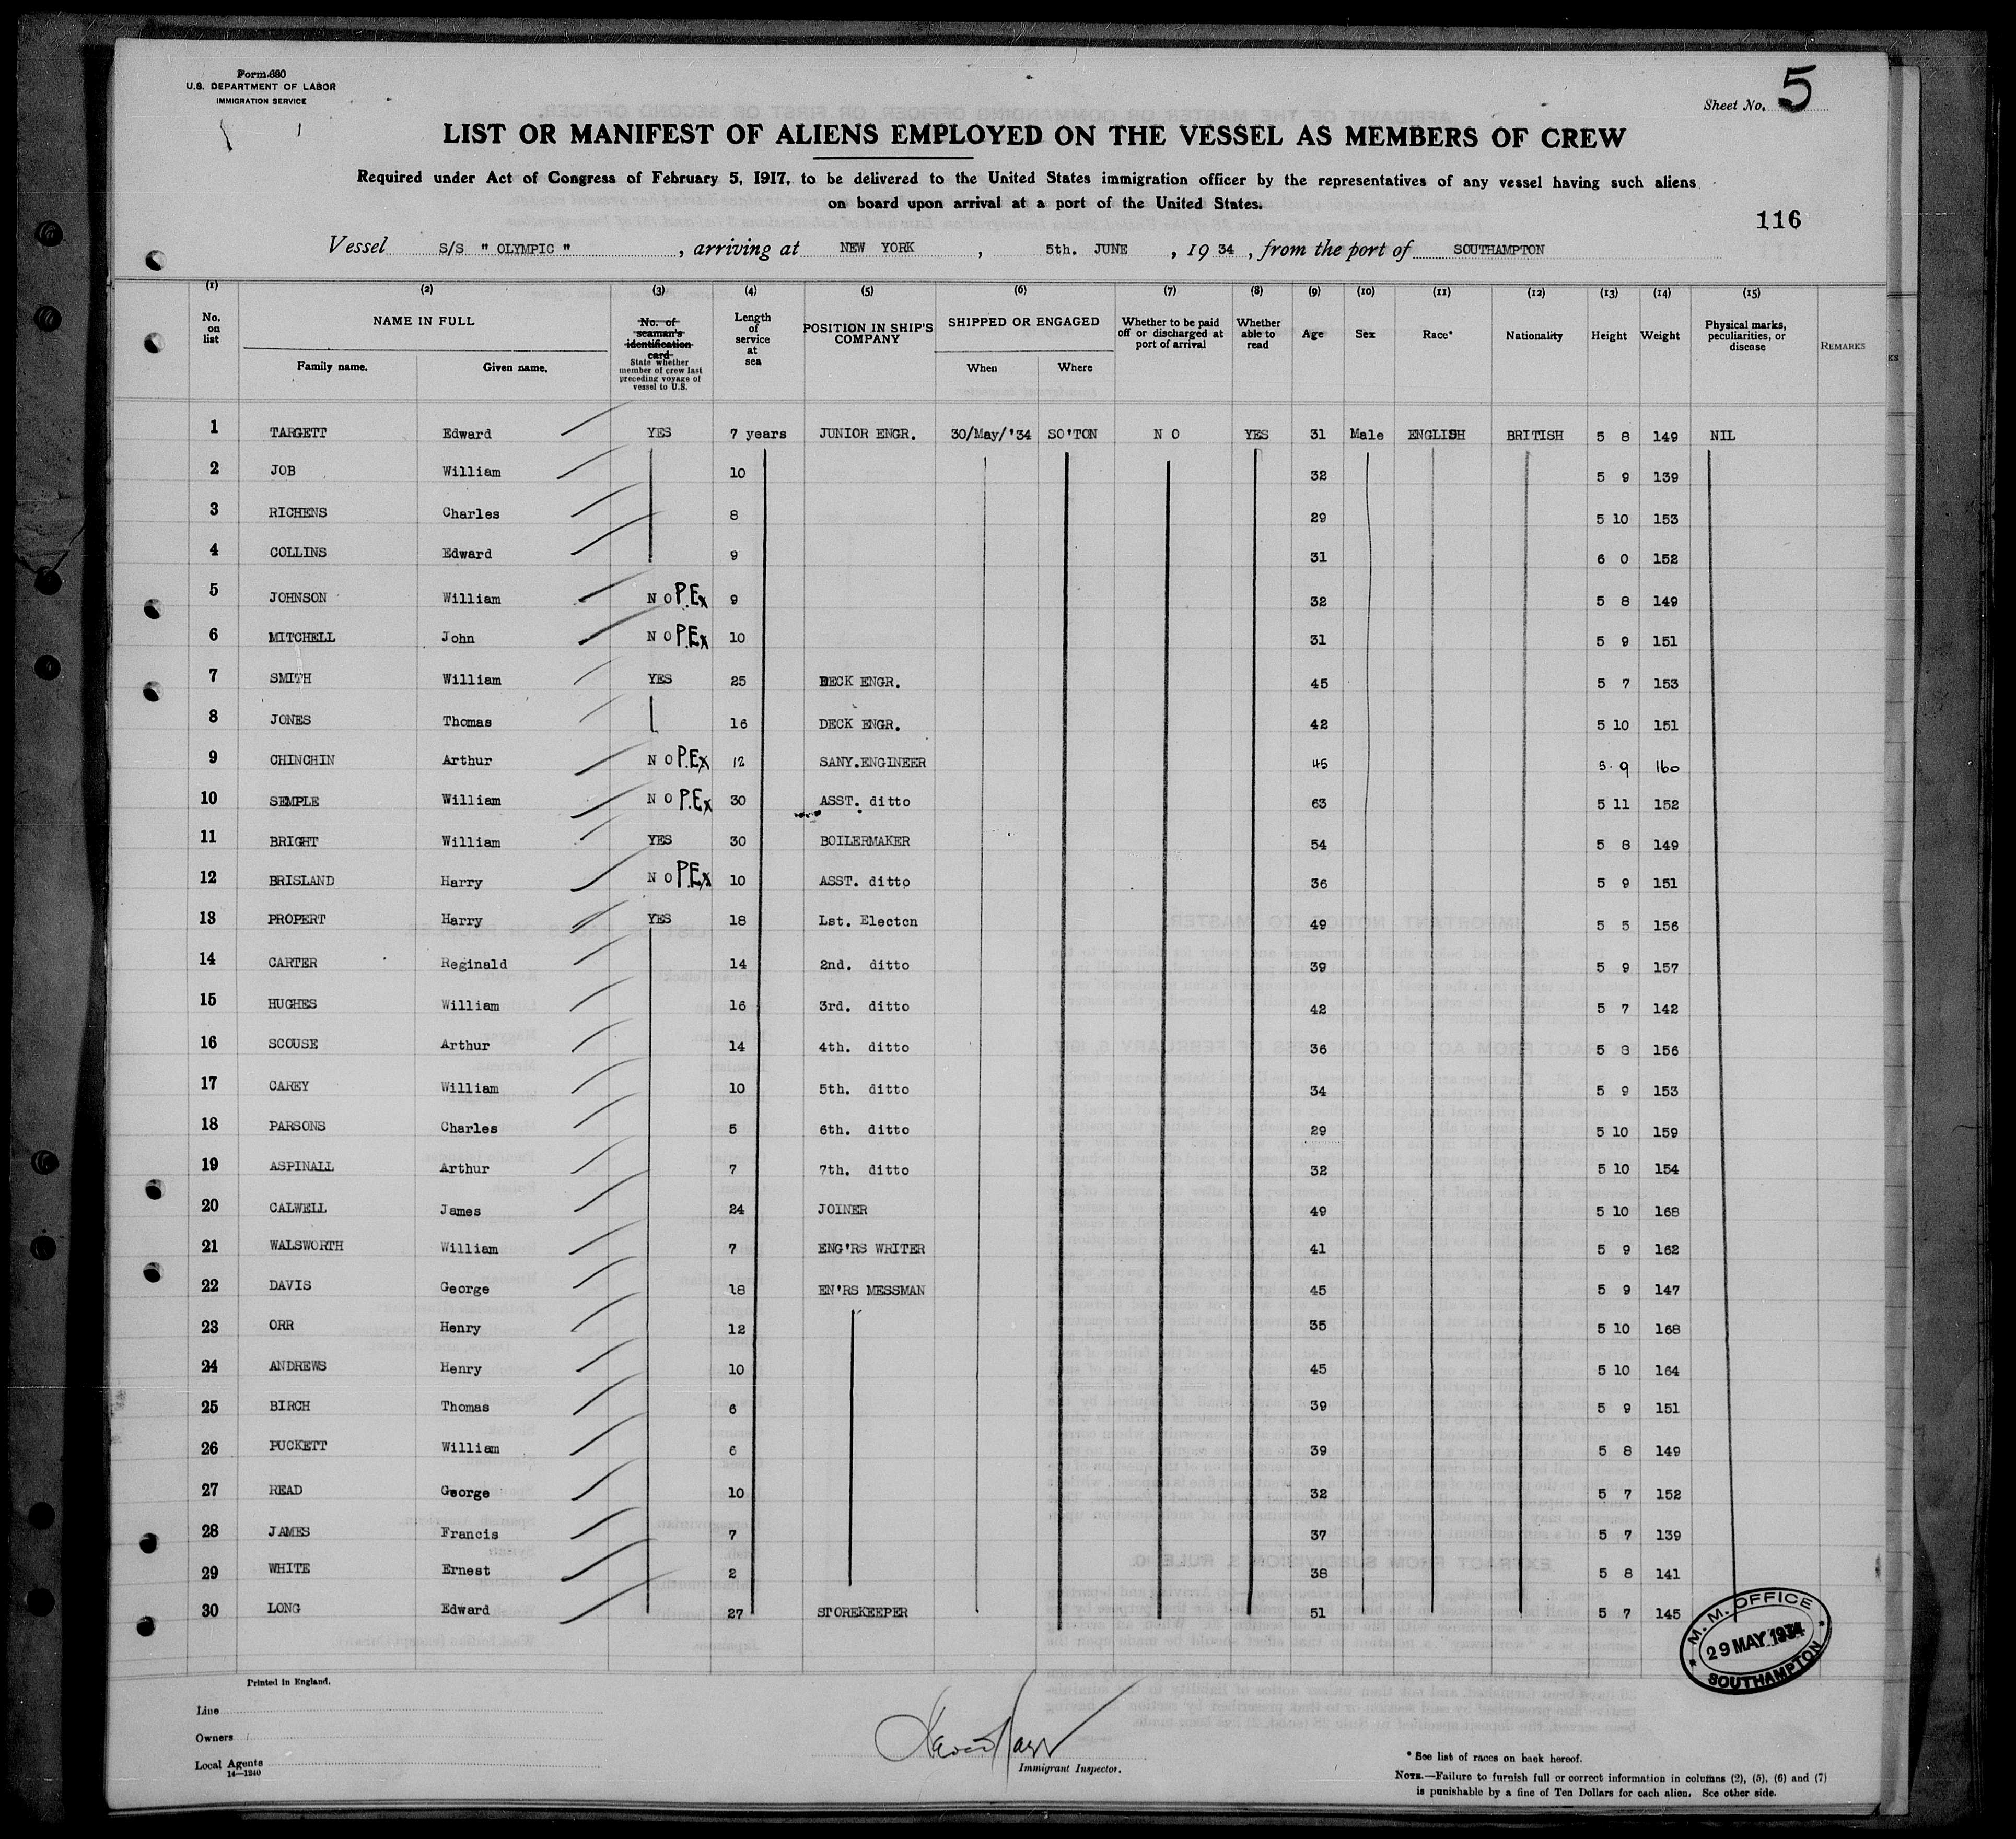 Form 680
U.S. DEPARTMENT OF LABOR
IMMIGRATION SERVICE
Sheet No. 5
LIST OR MANIFEST OF ALIENS EMPLOYED ON THE VESSEL AS MEMBERS OF CREW
Required under Act of Congress of February 5, 1917, to be delivered to the United States immigration officer by the representatives of any vessel having such aliens
on board upon arrival at a port of the United States.
116
Vessel S/S " OLYMPIC " , arriving at NEW YORK , 5th. JUNE , 19 34 , from the port of SOUTHAMPTON
(1) (2) (3) (4) (5) (6) (7) (8) (9) (10) (11) (12) (13) (14) (15)
No. on list
NAME IN FULL
Family name. Given name.
No. of seaman's identification card
State whether member of crew last preceding voyage of vessel to U.S.
Length of service at sea
POSITION IN SHIP'S COMPANY
SHIPPED OR ENGAGED
When Where
Whether to be paid off or discharged at port of arrival
Whether able to read
Age Sex Race* Nationality Height Weight
Physical marks, peculiarities, or disease
REMARKS
KS
1 TARGETT Edward YES 7 years JUNIOR ENGR. 30/May/'34 SO'TON N O YES 31 Male ENGLISH BRITISH 5 8 149 NIL
2 JOB William 10 32 5 9 139
3 RICHENS Charles 8 29 5 10 153
4 COLLINS Edward 9 31 6 0 152
5 JOHNSON William N O P.Ex 9 32 5 8 149
6 MITCHELL John N O P.Ex 10 31 5 9 151
7 SMITH William YES 25 DECK ENGR. 45 5 7 153
8 JONES Thomas 16 DECK ENGR. 42 5 10 151
9 CHINCHIN Arthur N O P.Ex 12 SANY.ENGINEER 45 5.9 160
10 SEMPLE William N O P.Ex 30 ASST. ditto 63 5 11 152
11 BRIGHT William YES 30 BOILERMAKER 54 5 8 149
12 BRISLAND Harry N O P.Ex 10 ASST. ditto 36 5 9 151
13 PROPERT Harry YES 18 Lst. Electcn 49 5 5 156
14 CARTER Reginald 14 2nd. ditto 39 5 9 157
15 HUGHES William 16 3rd. ditto 42 5 7 142
16 SCOUSE Arthur 14 4th. ditto 36 5 8 156
17 CAREY William 10 5th. ditto 34 5 9 153
18 PARSONS Charles 5 6th. ditto 29 5 10 159
19 ASPINALL Arthur 7 7th. ditto 32 5 10 154
20 CALWELL James 24 JOINER 49 5 10 168
21 WALSWORTH William 7 ENG'RS WRITER 41 5 9 162
22 DAVIS George 18 EN'RS MESSMAN 45 5 9 147
23 ORR Henry 12 35 5 10 168
24 ANDREWS Henry 10 45 5 10 164
25 BIRCH Thomas 6 39 5 9 151
26 PUCKETT William 6 39 5 8 149
27 READ George 10 32 5 7 152
28 JAMES Francis 7 37 5 7 139
29 WHITE Ernest 2 38 5 8 141
30 LONG Edward 27 STOREKEEPER 51 5 7 145
M. M. OFFICE
29 MAY 1934
SOUTHAMPTON
Printed in England.
Line
Owners
Local Agents
14—1240
Immigrant Inspector.
* See list of races on back hereof.
NOTE.—Failure to furnish full or correct information in columns (2), (5), (6) and (7)
is punishable by a fine of Ten Dollars for each alien. See other side.